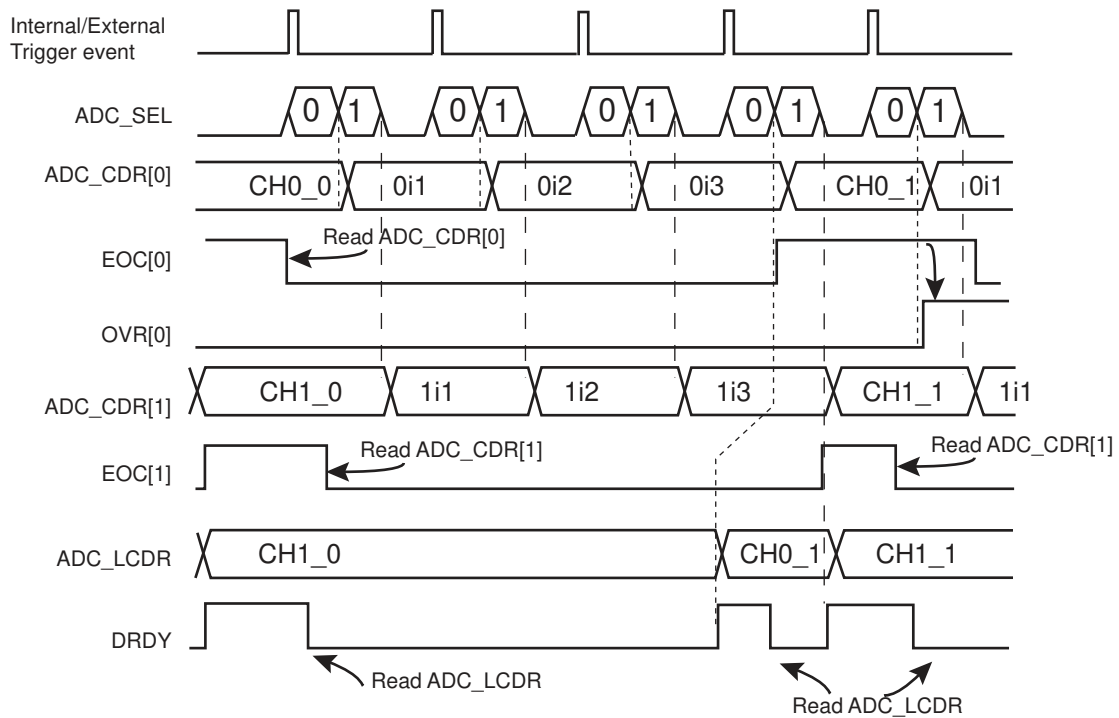 Internal/External
Trigger event
ADC_SEL
0 1 0 1 0 1 0 1 0 1
ADC_CDR[0]
CH0_0 0i1 0i2 0i3 CH0_1 0i1
EOC[0]
Read ADC_CDR[0]
OVR[0]
ADC_CDR[1]
CH1_0 1i1 1i2 1i3 CH1_1 1i1
EOC[1]
Read ADC_CDR[1]
Read ADC_CDR[1]
ADC_LCDR
CH1_0 CH0_1 CH1_1
DRDY
Read ADC_LCDR
Read ADC_LCDR